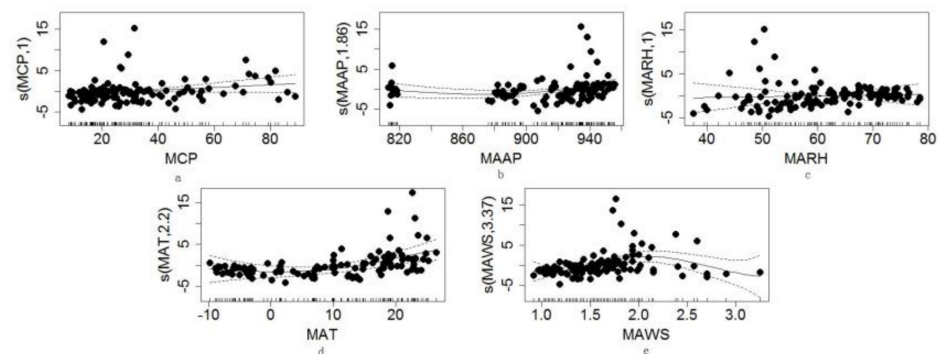 s(MCP,1)
15
5
-5
20 40 60 80
MCP
a
s(MAAP,1.86)
15
5
-5
820 860 900 940
MAAP
b
s(MARH,1)
15
5
-5
40 50 60 70 80
MARH
c
s(MAT,2.2)
15
5
-5
-10 0 10 20
MAT
d
s(MAWS,3.37)
15
5
-5
1.0 1.5 2.0 2.5 3.0
MAWS
e